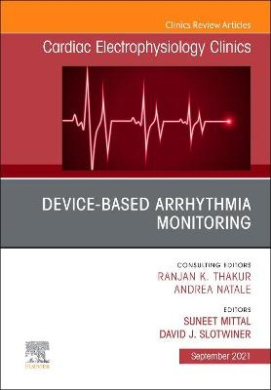 Clinics Review Articles
Cardiac Electrophysiology Clinics
DEVICE-BASED ARRHYTHMIA
MONITORING
CONSULTING EDITORS
RANJAN K. THAKUR
ANDREA NATALE
EDITORS
SUNEET MITTAL
DAVID J. SLOTWINER
ELSEVIER
September 2021